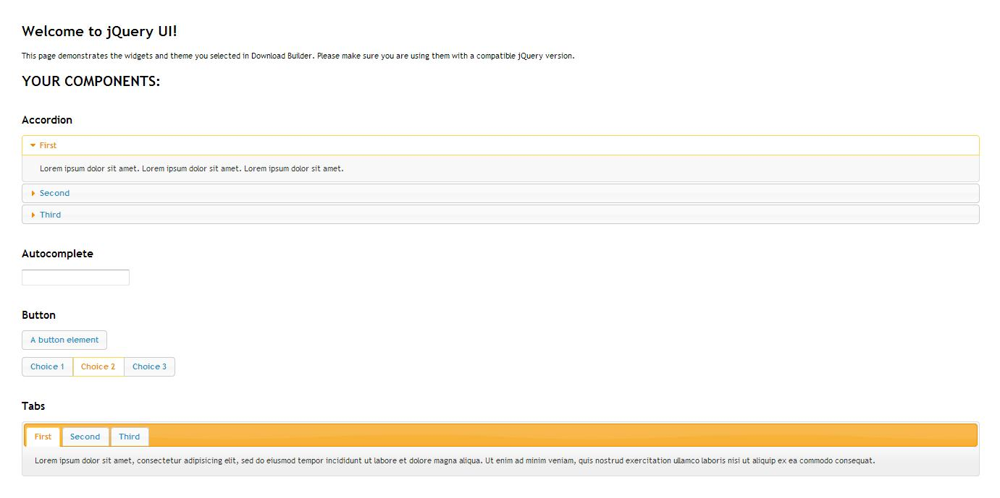 Welcome to jQuery UI!
This page demonstrates the widgets and theme you selected in Download Builder. Please make sure you are using them with a compatible jQuery version.
YOUR COMPONENTS:
Accordion
First
Lorem ipsum dolor sit amet. Lorem ipsum dolor sit amet. Lorem ipsum dolor sit amet.
Second
Third
Autocomplete
Button
A button element
Choice 1 Choice 2 Choice 3
Tabs
First Second Third
Lorem ipsum dolor sit amet, consectetur adipisicing elit, sed do eiusmod tempor incididunt ut labore et dolore magna aliqua. Ut enim ad minim veniam, quis nostrud exercitation ullamco laboris nisi ut aliquip ex ea commodo consequat.